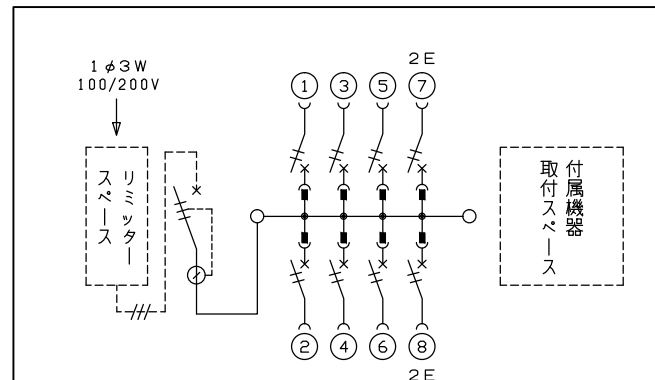 1φ3W
100/200V
リミッター
スペース
2E
① ③ ⑤ ⑦
付属機器
取付スペース
② ④ ⑥ ⑧
2E